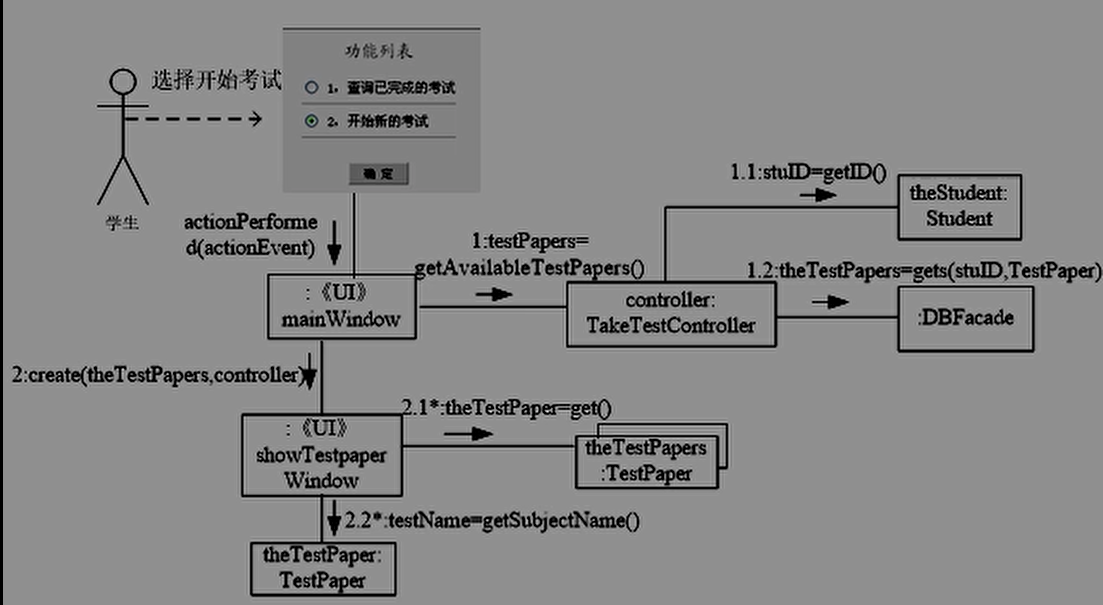 功能列表
选择开始考试
1，查询已完成的考试
2，开始新的考试
确 定
学生
actionPerforme
d(actionEvent)
1:testPapers=
getAvailableTestPapers()
1.1:stuID=getID()
theStudent:
Student
1.2:theTestPapers=gets(stuID,TestPaper)
:《UI》
mainWindow
controller:
TakeTestController
:DBFacade
2:create(theTestPapers,controller)
:《UI》
showTestpaper
Window
2.1*:theTestPaper=get()
theTestPapers
:TestPaper
2.2*:testName=getSubjectName()
theTestPaper:
TestPaper